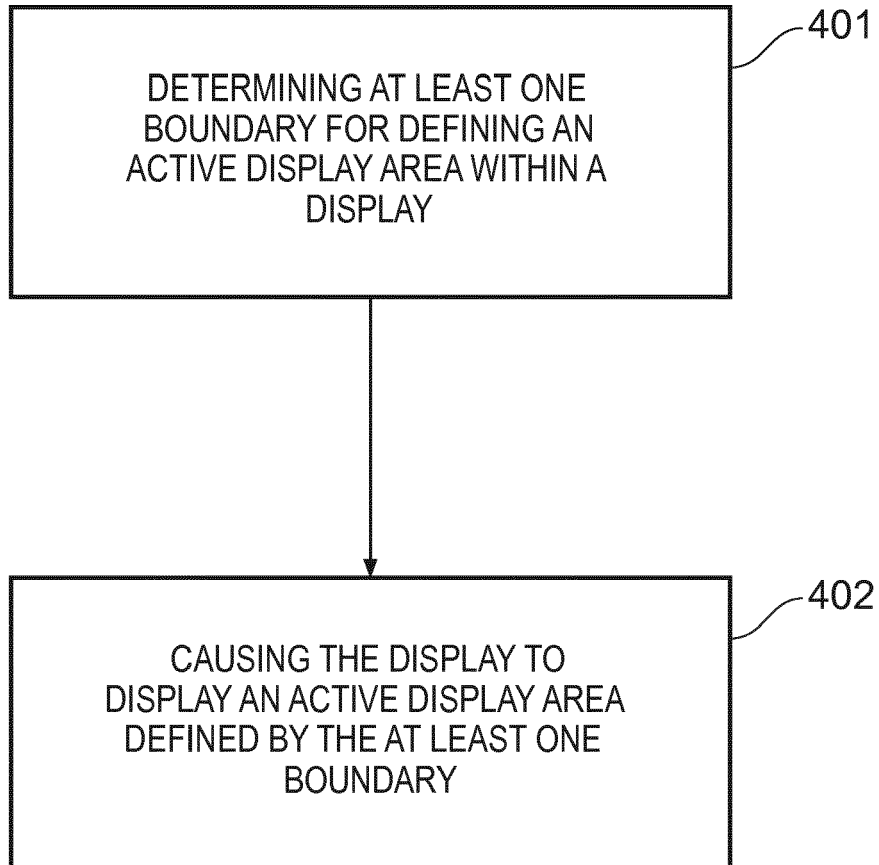 401
DETERMINING AT LEAST ONE
BOUNDARY FOR DEFINING AN
ACTIVE DISPLAY AREA WITHIN A
DISPLAY
402
CAUSING THE DISPLAY TO
DISPLAY AN ACTIVE DISPLAY AREA
DEFINED BY THE AT LEAST ONE
BOUNDARY